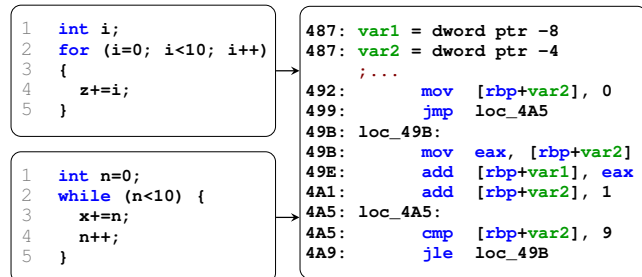 1 int i;
2 for (i=0; i<10; i++)
3 {
4 z+=i;
5 }
1 int n=0;
2 while (n<10) {
3 x+=n;
4 n++;
5 }
487: var1 = dword ptr -8
487: var2 = dword ptr -4
;...
492: mov [rbp+var2], 0
499: jmp loc_4A5
49B: loc_49B:
49B: mov eax, [rbp+var2]
49E: add [rbp+var1], eax
4A1: add [rbp+var2], 1
4A5: loc_4A5:
4A5: cmp [rbp+var2], 9
4A9: jle loc_49B